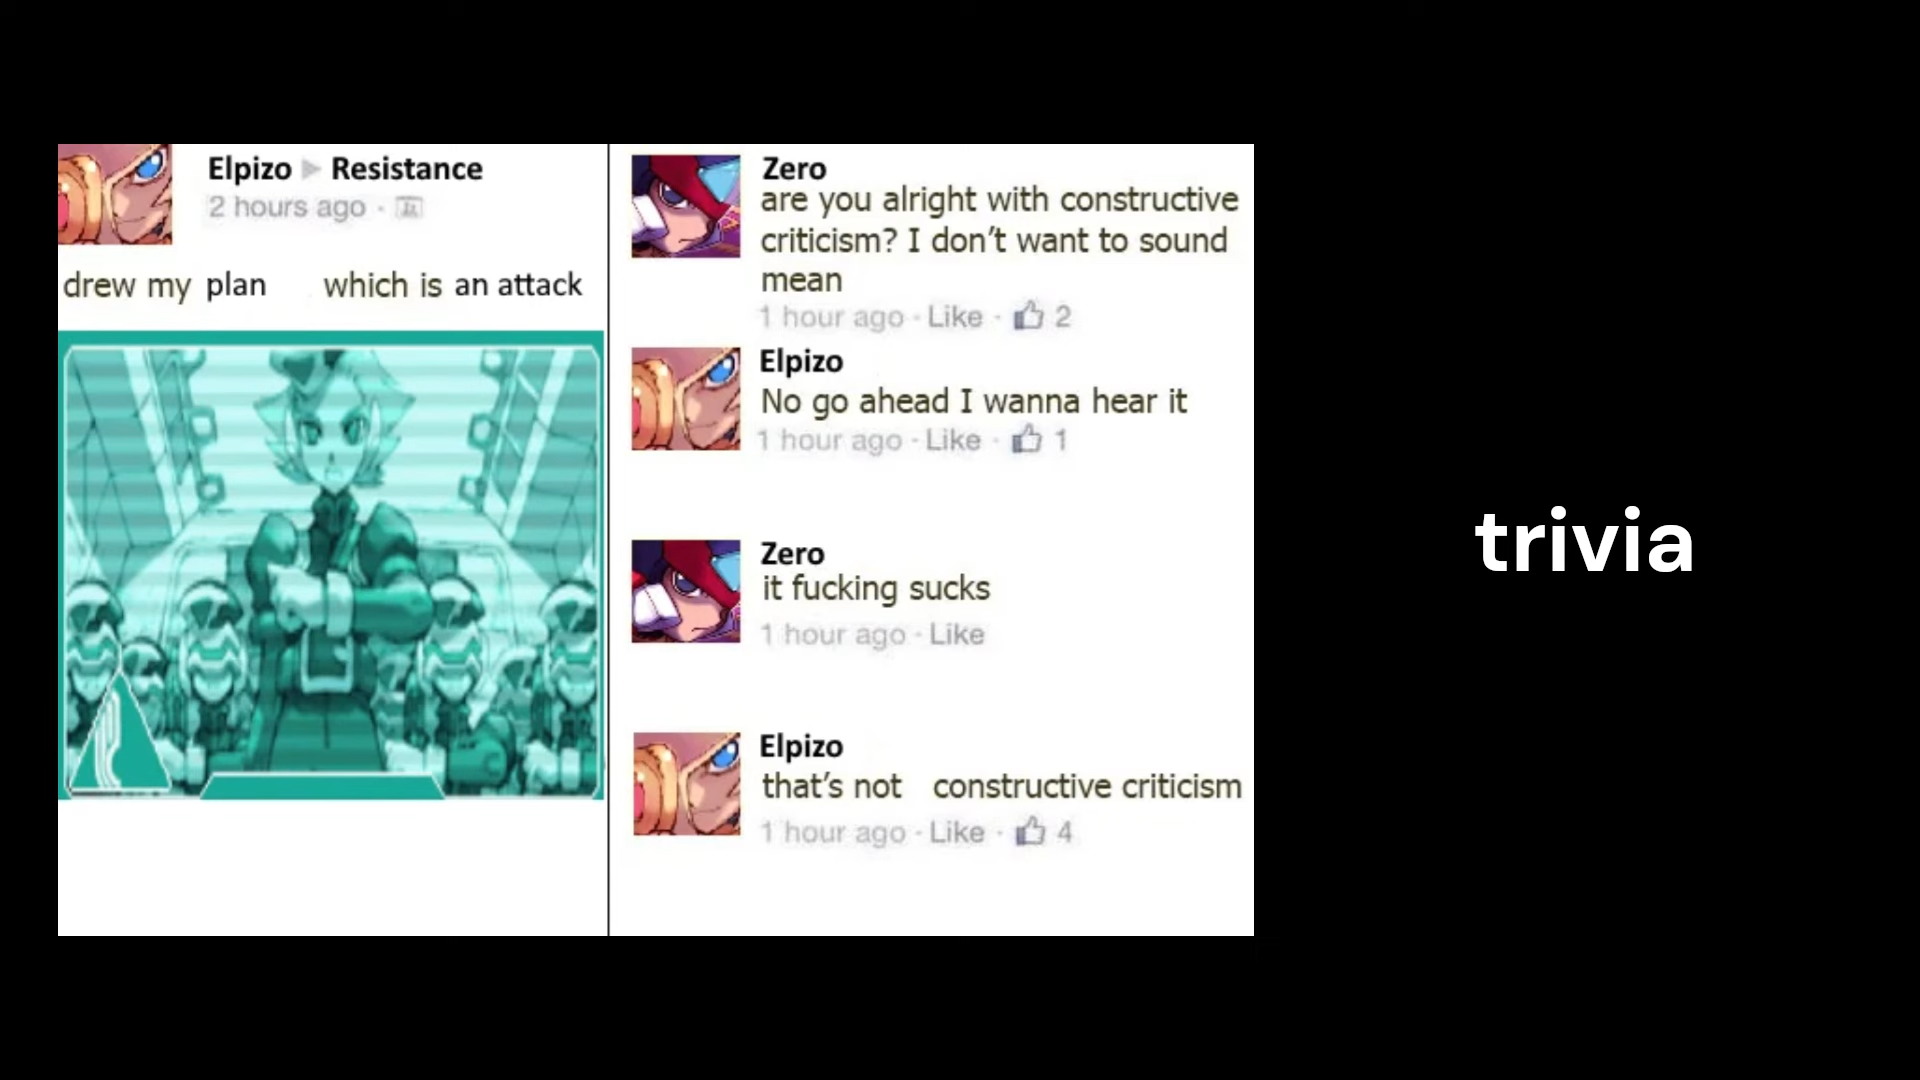 Elpizo ▶ Resistance
2 hours ago ·
drew my plan which is an attack
Zero
are you alright with constructive
criticism? I don't want to sound
mean
1 hour ago · Like · 2
Elpizo
No go ahead I wanna hear it
1 hour ago · Like · 1
Zero
it fucking sucks
1 hour ago · Like
Elpizo
that's not constructive criticism
1 hour ago · Like · 4
trivia